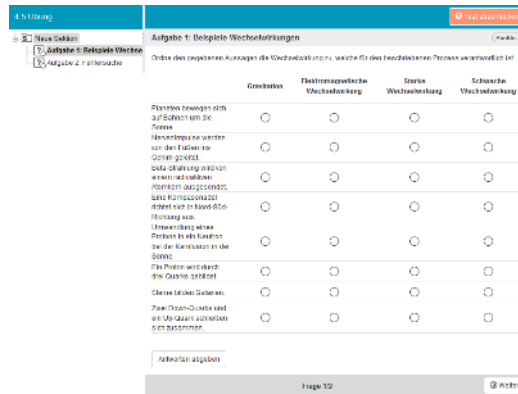 4.5 Übung
Test abschließen
Neue Sektion
Aufgabe 1: Beispiele Wechse
Aufgabe 2: Fehlersuche
Aufgabe 1: Beispiele Wechselwirkungen
Ordne den gegebenen Aussagen die Wechselwirkung zu, welche für den beschriebenen Prozess verantwortlich ist
Gravitation
Elektromagnetische
Wechselwirkung
Starke
Wechselwirkung
Schwache
Wechselwirkung
Planeten bewegen sich
auf Bahnen um die
Sonne.
Nervenimpulse werden
von den Füßen ins
Gehirn geleitet.
Beta-Strahlung wird von
einem radioaktiven
Atomkern ausgesendet.
Eine Kompassnadel
richtet sich in Nord-Süd-
Richtung aus.
Umwandlung eines
Protons in ein Neutron
bei der Kernfusion in der
Sonne
Ein Proton wird durch
drei Quarks gebildet.
Sterne bilden Galaxien.
Zwei Down-Quarks und
ein Up-Quark schließen
sich zusammen.
Antworten abgeben
Frage 1/2
Weiter